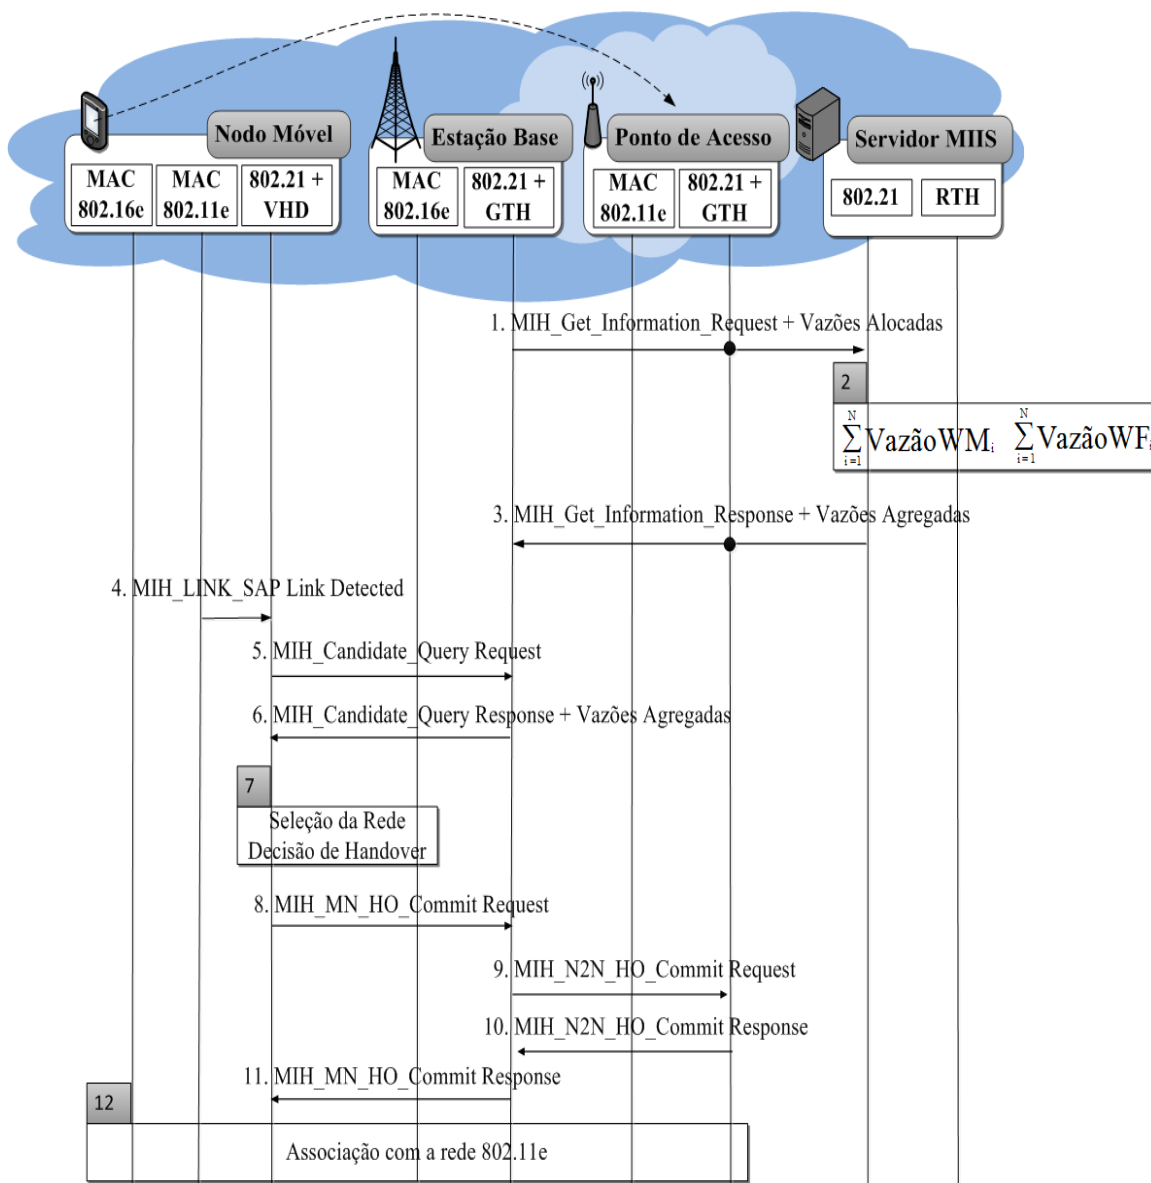 Nodo Móvel
Estação Base
Ponto de Acesso
Servidor MIIS
MAC
802.16e
MAC
802.11e
802.21 +
VHD
MAC
802.16e
802.21 +
GTH
MAC
802.11e
802.21 +
GTH
802.21
RTH
1. MIH_Get_Information_Request + Vazões Alocadas
2
N ∑ i=1 VazãoWM i N ∑ i=1 VazãoWF i
3. MIH_Get_Information_Response + Vazões Agregadas
4. MIH_LINK_SAP Link Detected
5. MIH_Candidate_Query Request
6. MIH_Candidate_Query Response + Vazões Agregadas
7
Seleção da Rede
Decisão de Handover
8. MIH_MN_HO_Commit Request
9. MIH_N2N_HO_Commit Request
10. MIH_N2N_HO_Commit Response
11. MIH_MN_HO_Commit Response
12
Associação com a rede 802.11e